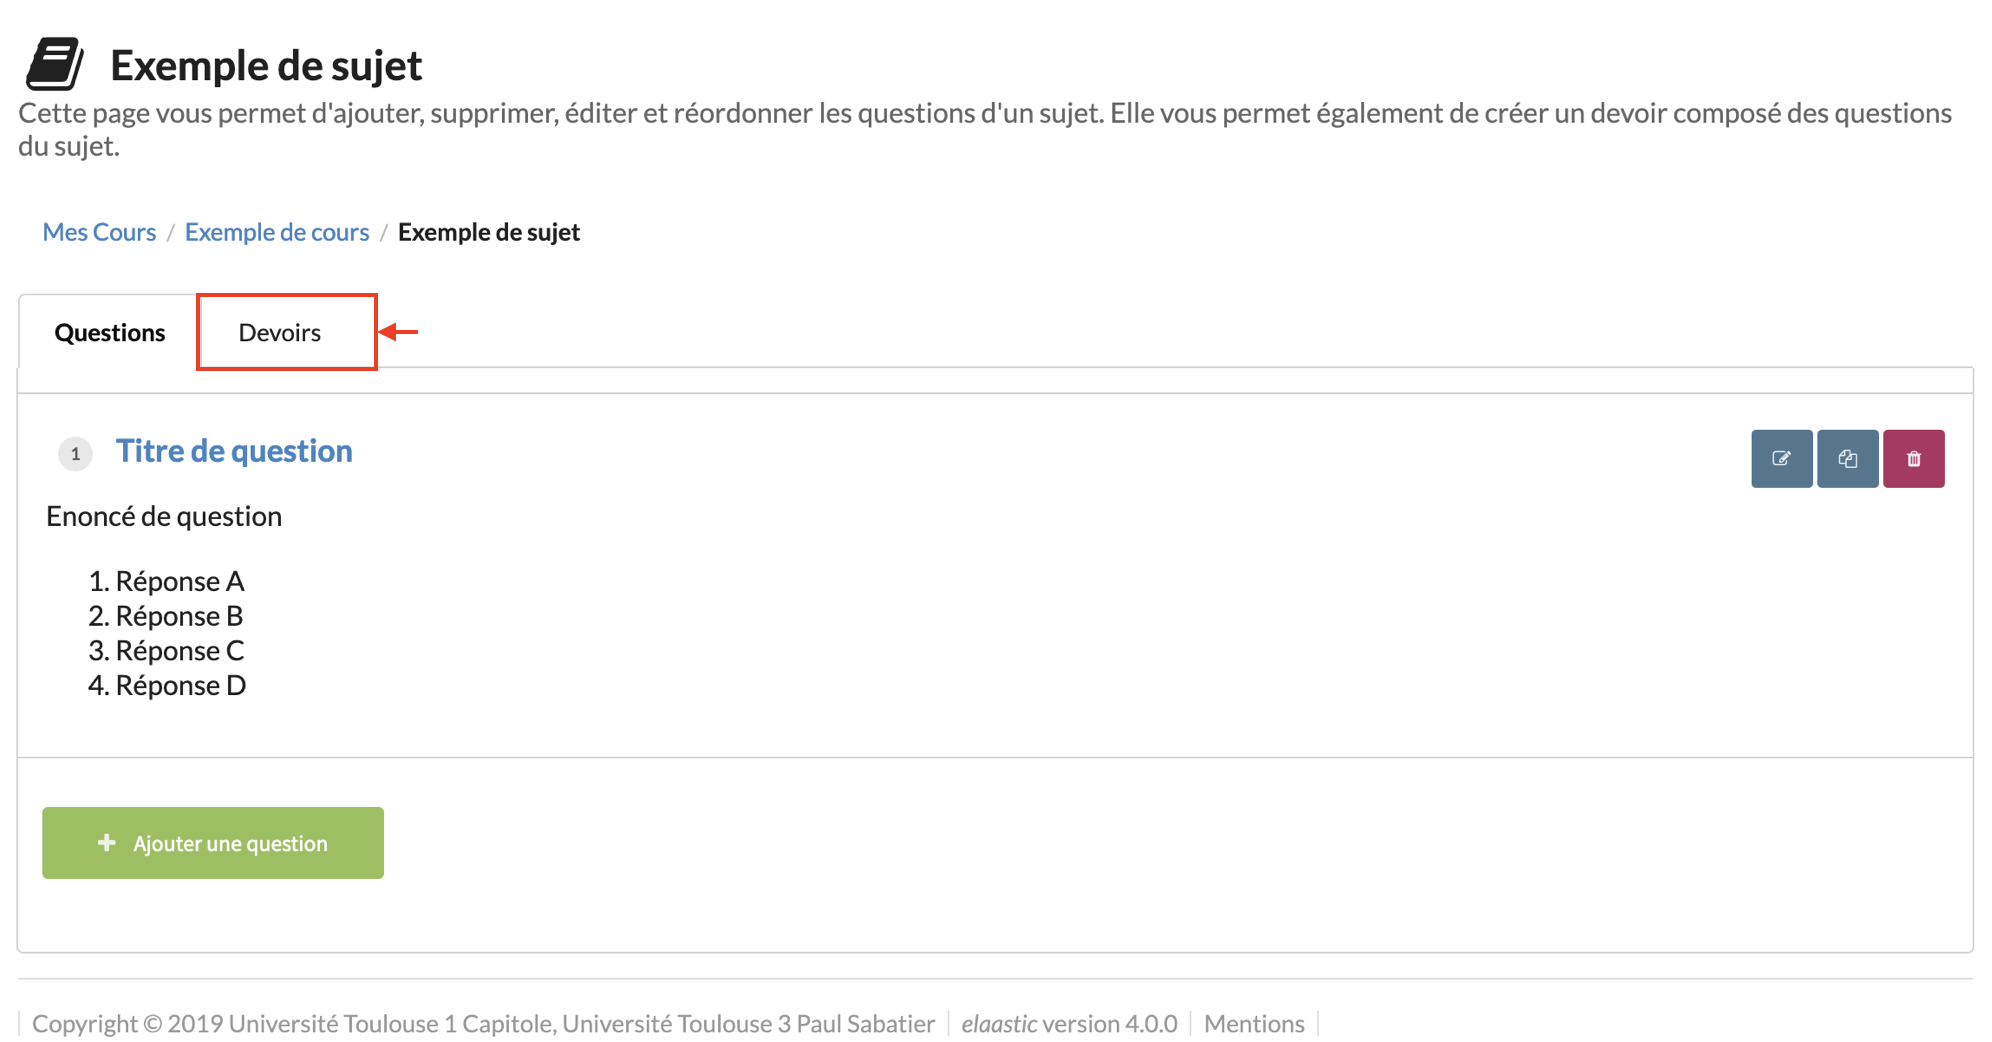 Exemple de sujet
Cette page vous permet d'ajouter, supprimer, éditer et réordonner les questions d'un sujet. Elle vous permet également de créer un devoir composé des questions
du sujet.
Mes Cours / Exemple de cours / Exemple de sujet
Questions Devoirs
1 Titre de question
Enoncé de question
1. Réponse A
2. Réponse B
3. Réponse C
4. Réponse D
Ajouter une question
Copyright © 2019 Université Toulouse 1 Capitole, Université Toulouse 3 Paul Sabatier | elaastic version 4.0.0 | Mentions |